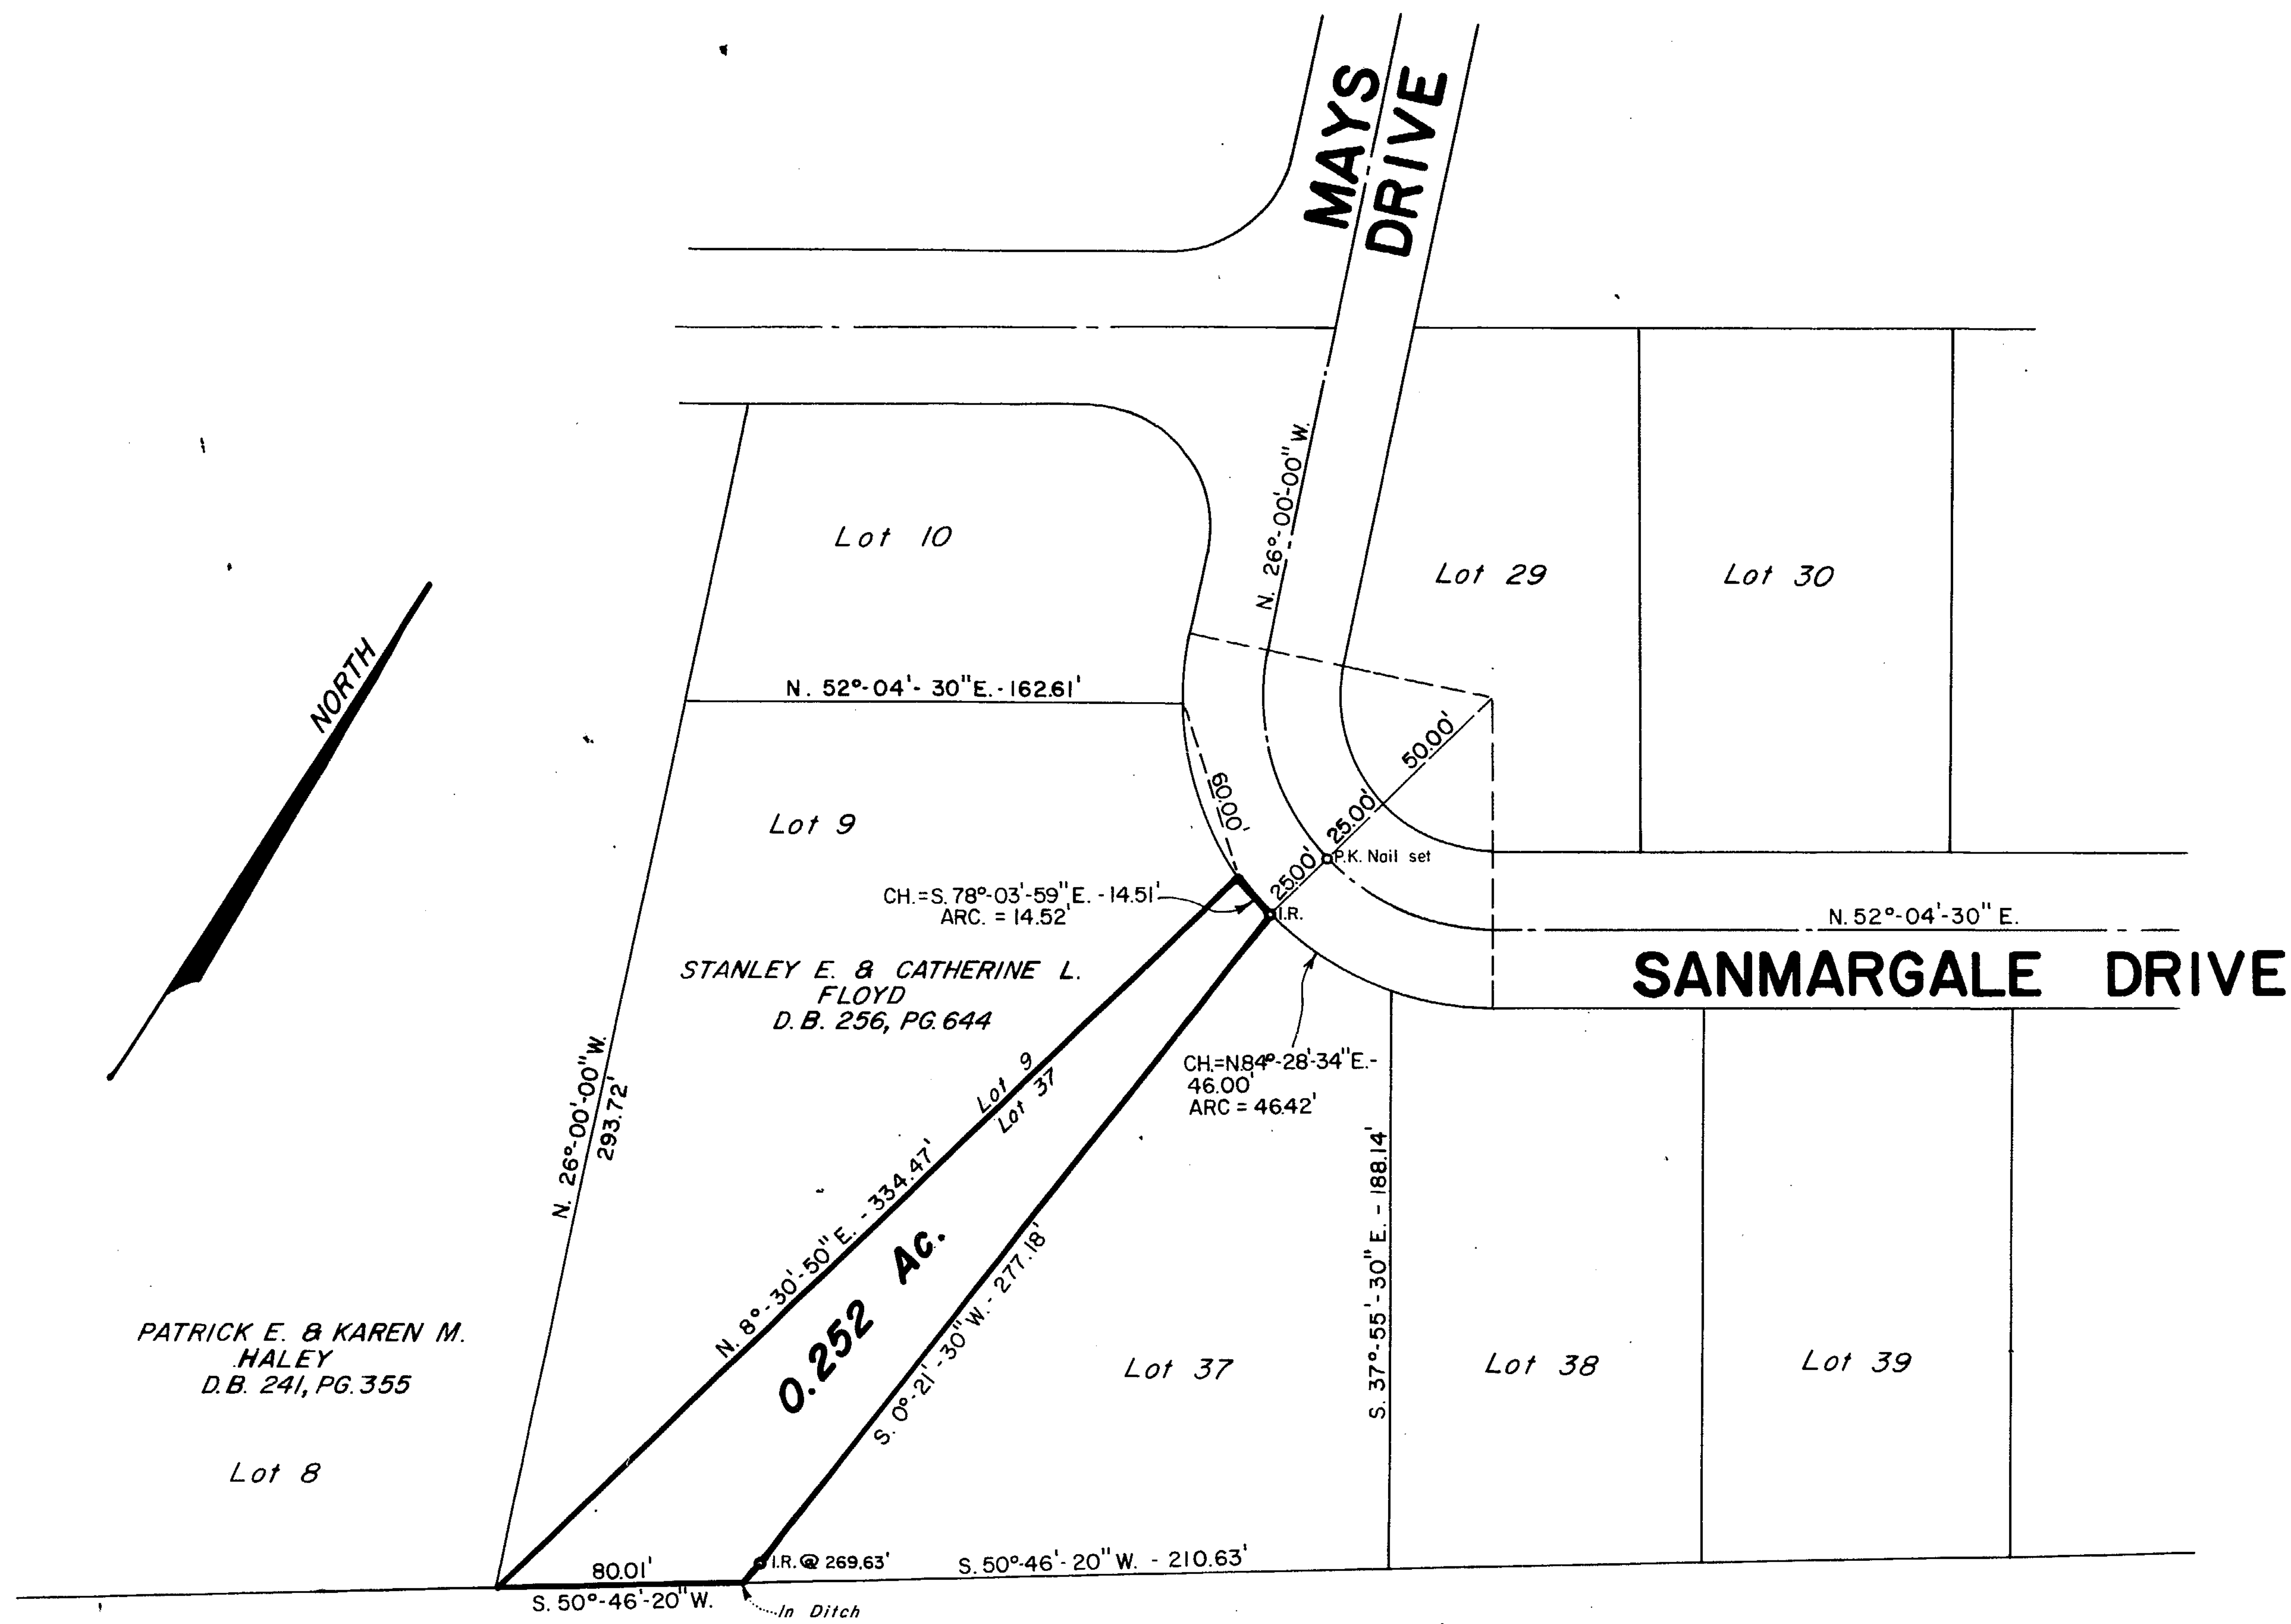 MAYS
DRIVE
N. 26°-00'-00" W.
Lot 10
Lot 29
Lot 30
NORTH
N. 52°-04'-30" E. - 162.61'
50.00'
60.00'
25.00'
Lot 9
P.K. Nail set
25.00'
CH. = S. 78°-03'-59" E. - 14.51'
ARC. = 14.52'
I.R.
N. 52°-04'-30" E.
SANMARGALE DRIVE
STANLEY E. & CATHERINE L.
FLOYD
D. B. 256, PG. 644
Lot 9
Lot 37
CH.=N.84°-28'-34" E.-
46.00'
ARC = 46.42'
N. 26°-00'-00" W.
293.72'
N. 8°-30'-50" E. - 334.47'
0.252 Ac.
S. 0°-21'-30" W. - 277.18'
S. 37°-55'-30" E. - 188.14'
PATRICK E. & KAREN M.
HALEY
D.B. 241, PG. 355
Lot 37
Lot 38
Lot 39
Lot 8
80.01'
I.R. @ 269.63'
S. 50°-46'-20" W. - 210.63'
S. 50°-46'-20" W.
In Ditch